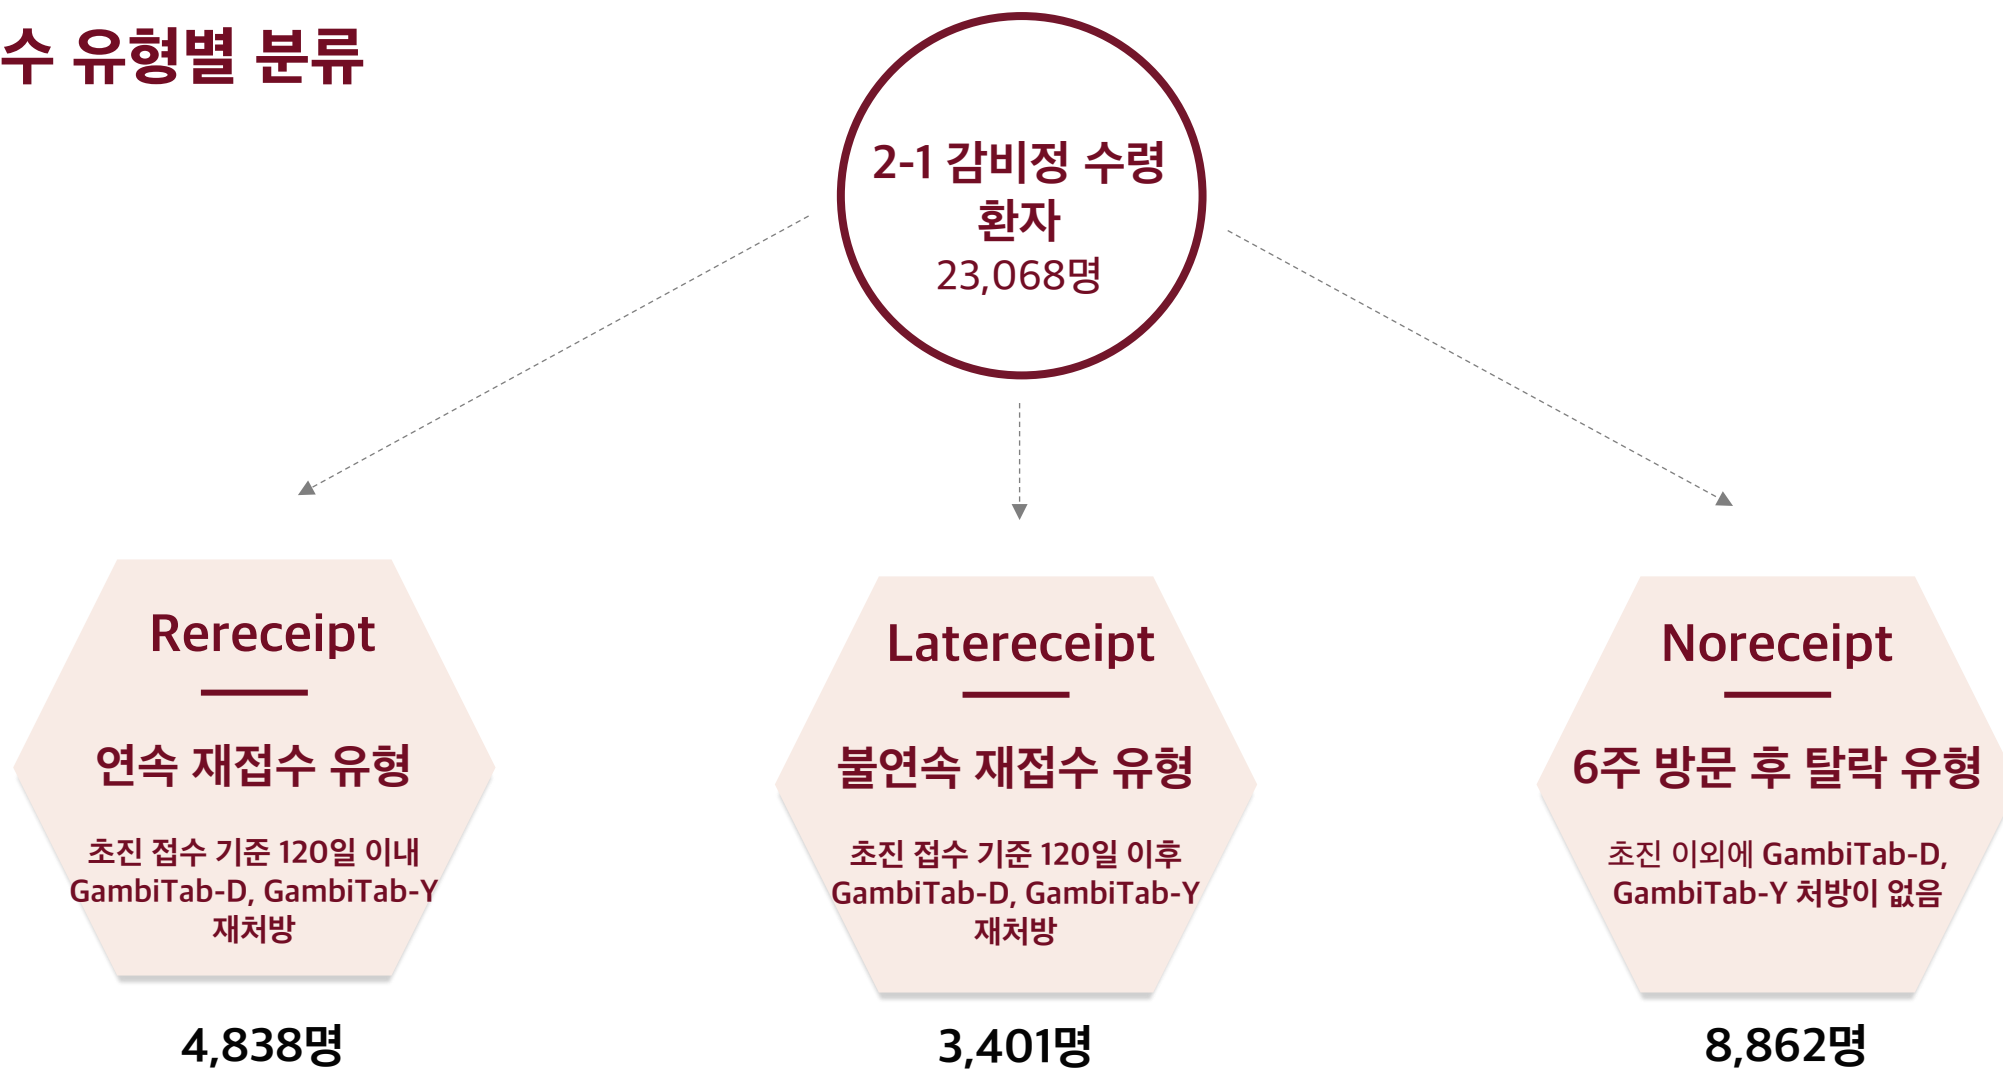 수 유형별 분류
2-1 감비정 수령
환자
23,068명
Rereceipt
연속 재접수 유형
초진 접수 기준 120일 이내
GambiTab-D, GambiTab-Y
재처방
4,838명
Latereceipt
불연속 재접수 유형
초진 접수 기준 120일 이후
GambiTab-D, GambiTab-Y
재처방
3,401명
Noreceipt
6주 방문 후 탈락 유형
초진 이외에 GambiTab-D,
GambiTab-Y 처방이 없음
8,862명